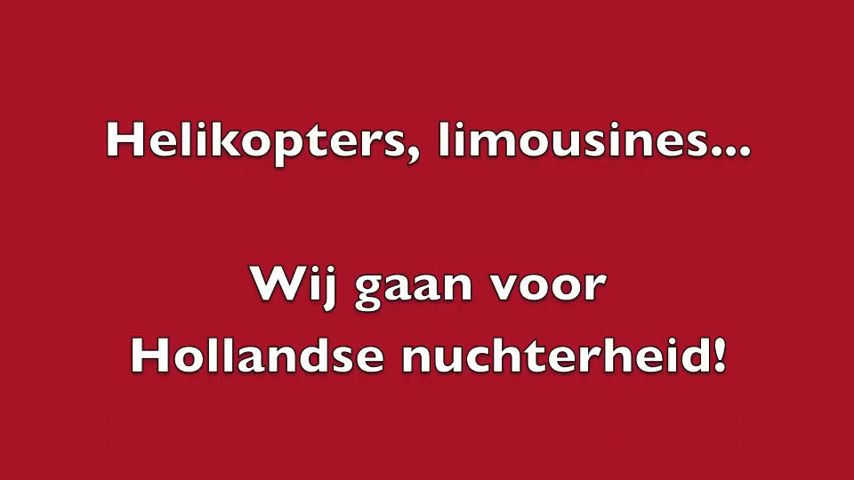 Helikopters, limousines...
Wij gaan voor
Hollandse nuchterheid!